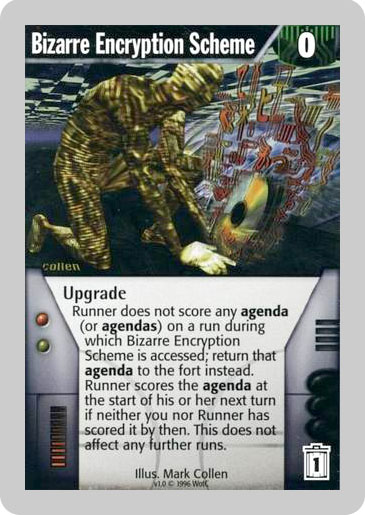 Bizarre Encryption Scheme
0
collen
Upgrade
Runner does not score any agenda
(or agendas) on a run during
which Bizarre Encryption
Scheme is accessed; return that
agenda to the fort instead.
Runner scores the agenda at
the start of his or her next turn
if neither you nor Runner has
scored it by then. This does not
affect any further runs.
1
Illus. Mark Collen
v1.0 © 1996 WotC